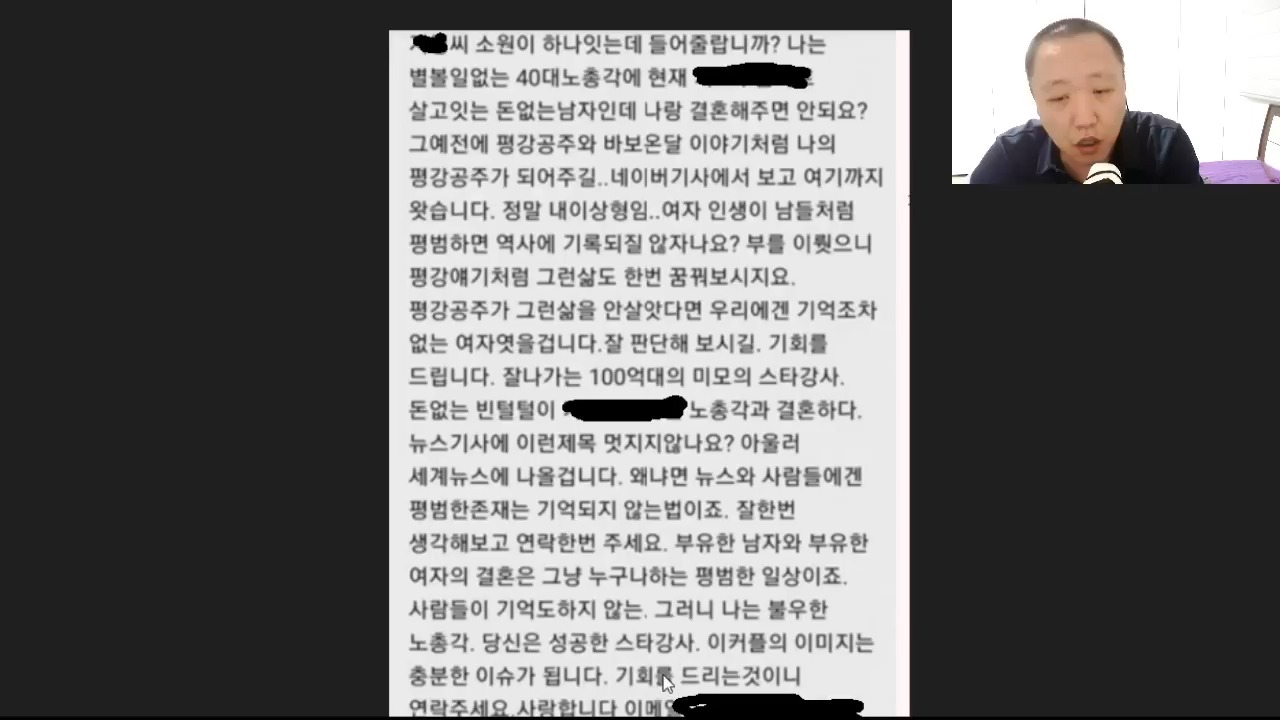 씨 소원이 하나잇는데 들어줄랍니까? 나는
별볼일없는 40대노총각에 현재
살고잇는 돈없는남자인데 나랑 결혼해주면 안되요?
그예전에 평강공주와 바보온달 이야기처럼 나의
평강공주가 되어주길..네이버기사에서 보고 여기까지
왓습니다. 정말 내이상형임..여자 인생이 남들처럼
평범하면 역사에 기록되질 않자나요? 부를 이뤗으니
평강얘기처럼 그런삶도 한번 꿈꿔보시지요.
평강공주가 그런삶을 안살앗다면 우리에겐 기억조차
없는 여자엿을겁니다.잘 판단해 보시길. 기회를
드립니다. 잘나가는 100억대의 미모의 스타강사.
돈없는 빈털털이 노총각과 결혼하다.
뉴스기사에 이런제목 멋지지않나요? 아울러
세계뉴스에 나올겁니다. 왜냐면 뉴스와 사람들에겐
평범한존재는 기억되지 않는법이죠. 잘한번
생각해보고 연락한번 주세요. 부유한 남자와 부유한
여자의 결혼은 그냥 누구나하는 평범한 일상이죠.
사람들이 기억도하지 않는. 그러니 나는 불우한
노총각. 당신은 성공한 스타강사. 이커플의 이미지는
충분한 이슈가 됩니다. 기회를 드리는것이니
연락주세요.사랑합니다 이메일